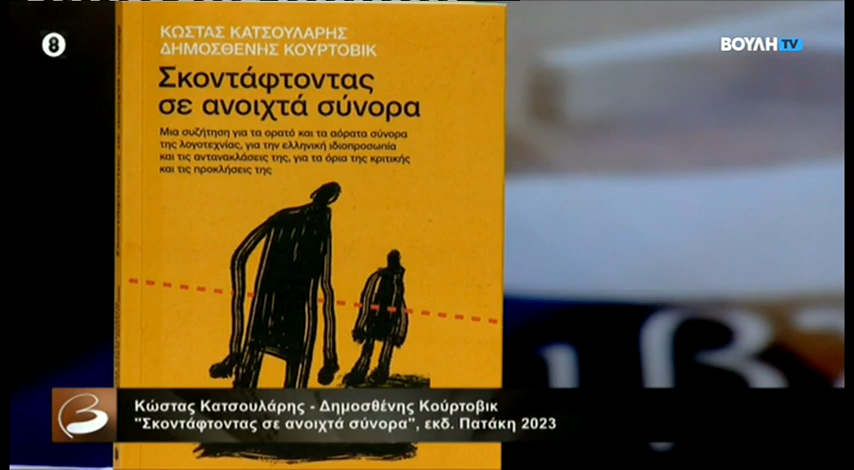 8
ΒΟΥΛΗ TV
ΚΩΣΤΑΣ ΚΑΤΣΟΥΛΑΡΗΣ
ΔΗΜΟΣΘΕΝΗΣ ΚΟΥΡΤΟΒΙΚ
Σκοντάφτοντας
σε ανοιχτά σύνορα
Μια συζήτηση για τα ορατά και τα αόρατα σύνορα
της λογοτεχνίας, για την ελληνική ιδιοπροσωπία
και τις αντανακλάσεις της, για τα όρια της κριτικής
και τις προκλήσεις της
Κώστας Κατσουλάρης - Δημοσθένης Κούρτοβικ
"Σκοντάφτοντας σε ανοιχτά σύνορα", εκδ. Πατάκη 2023